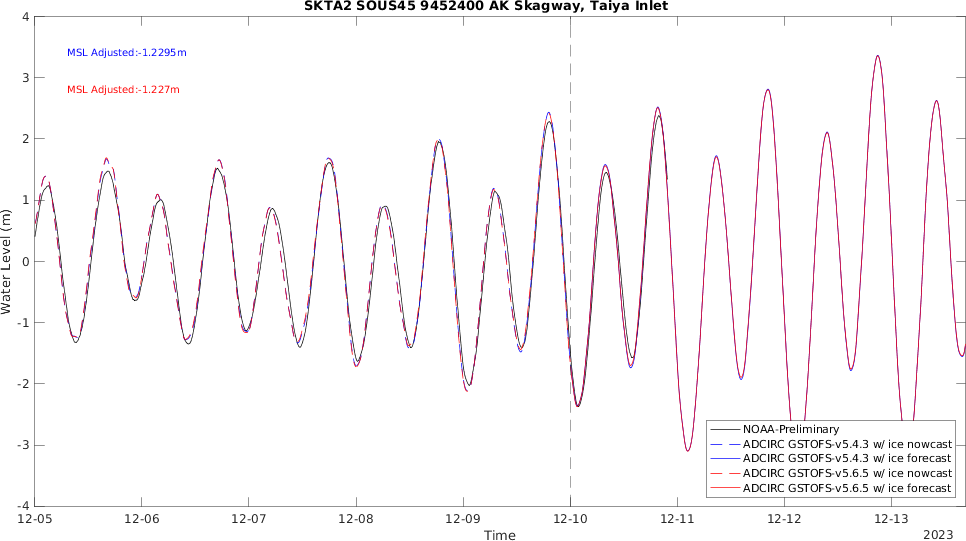 SKTA2 SOUS45 9452400 AK Skagway, Taiya Inlet
MSL Adjusted:-1.2295m
MSL Adjusted:-1.227m
Water Level (m)
4
3
2
1
0
-1
-2
-3
-4
NOAA-Preliminary
ADCIRC GSTOFS-v5.4.3 w/ ice nowcast
ADCIRC GSTOFS-v5.4.3 w/ ice forecast
ADCIRC GSTOFS-v5.6.5 w/ ice nowcast
ADCIRC GSTOFS-v5.6.5 w/ ice forecast
12-05 12-06 12-07 12-08 12-09 12-10 12-11 12-12 12-13
Time
2023